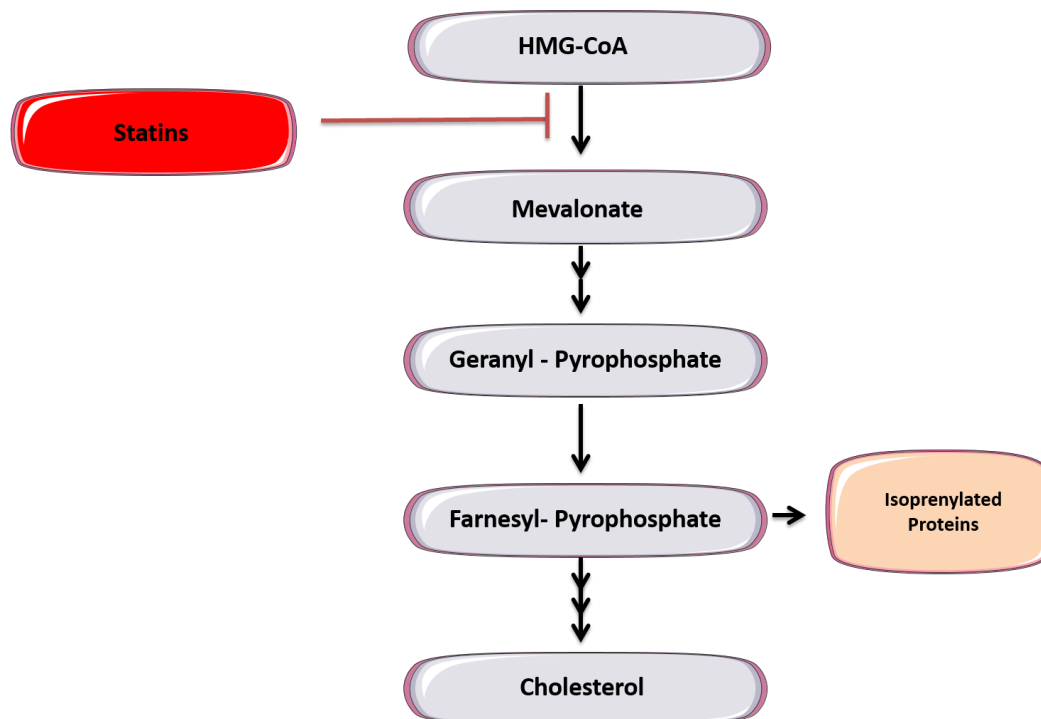 HMG-CoA
Statins
Mevalonate
Geranyl - Pyrophosphate
Farnesyl- Pyrophosphate
Isoprenylated
Proteins
Cholesterol